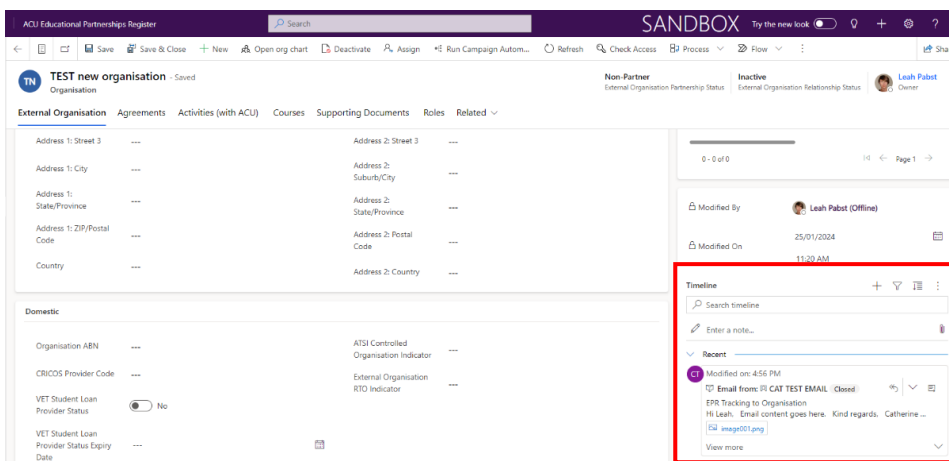 ACU Educational Partnerships Register
Search
SANDBOX
Try the new look
Save
Save & Close
New
Open org chart
Deactivate
Assign
Run Campaign Autom...
Refresh
Check Access
Process
Flow
Sha
TN
TEST new organisation - Saved
Organisation
Non-Partner
External Organisation Partnership Status
Inactive
External Organisation Relationship Status
Leah Pabst
Owner
External Organisation
Agreements
Activities (with ACU)
Courses
Supporting Documents
Roles
Related
Address 1: Street 3
---
Address 2: Street 3
---
Address 1: City
---
Address 2:
Suburb/City
---
Address 1:
State/Province
---
Address 2:
State/Province
---
Address 1: ZIP/Postal
Code
---
Address 2: Postal
Code
---
Country
---
Address 2: Country
---
Domestic
Organisation ABN
---
ATSI Controlled
Organisation Indicator
---
CRICOS Provider Code
---
External Organisation
RTO Indicator
---
VET Student Loan
Provider Status
No
VET Student Loan
Provider Status Expiry
Date
---
0 - 0 of 0
Page 1
Modified By
Leah Pabst (Offline)
Modified On
25/01/2024
11:20 AM
Timeline
Search timeline
Enter a note...
Recent
CT
Modified on: 4:56 PM
Email from: CAT TEST EMAIL Closed
EPR Tracking to Organisation
Hi Leah. Email content goes here. Kind regards. Catherine ...
image001.png
View more